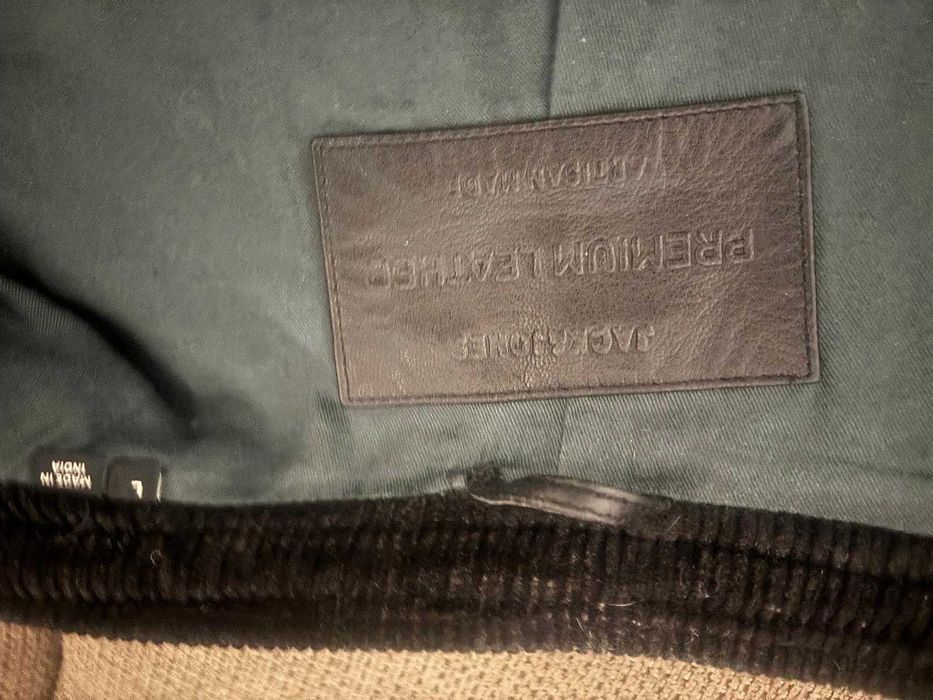 JACK & JONES
PREMIUM LEATHER
ARTISAN MADE
L
MADE IN
INDIA